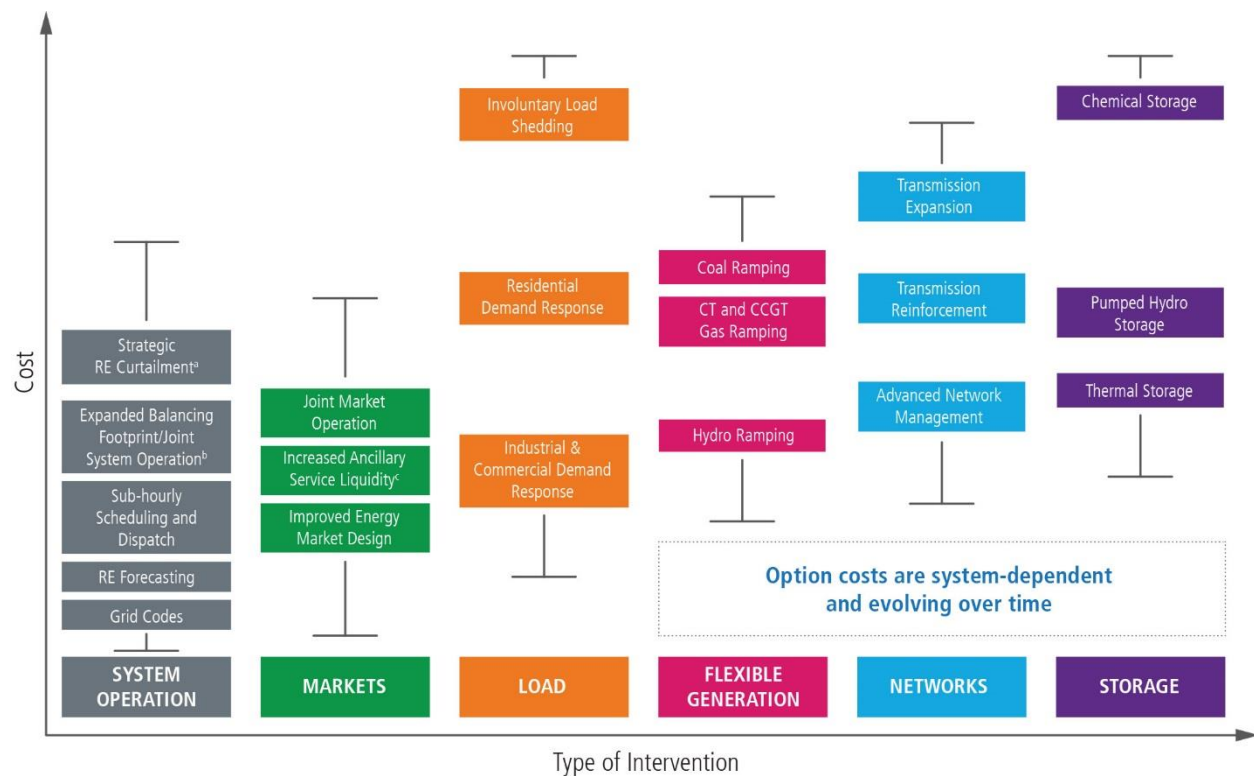 Cost
Strategic
RE Curtailmentᵃ
Expanded Balancing
Footprint/Joint
System Operationᵇ
Sub-hourly
Scheduling and
Dispatch
RE Forecasting
Grid Codes
SYSTEM
OPERATION
Joint Market
Operation
Increased Ancillary
Service Liquidityᶜ
Improved Energy
Market Design
MARKETS
Involuntary Load
Shedding
Residential
Demand Response
Industrial &
Commercial Demand
Response
LOAD
Coal Ramping
CT and CCGT
Gas Ramping
Hydro Ramping
FLEXIBLE
GENERATION
Transmission
Expansion
Transmission
Reinforcement
Advanced Network
Management
NETWORKS
Chemical Storage
Pumped Hydro
Storage
Thermal Storage
STORAGE
Option costs are system-dependent
and evolving over time
Type of Intervention